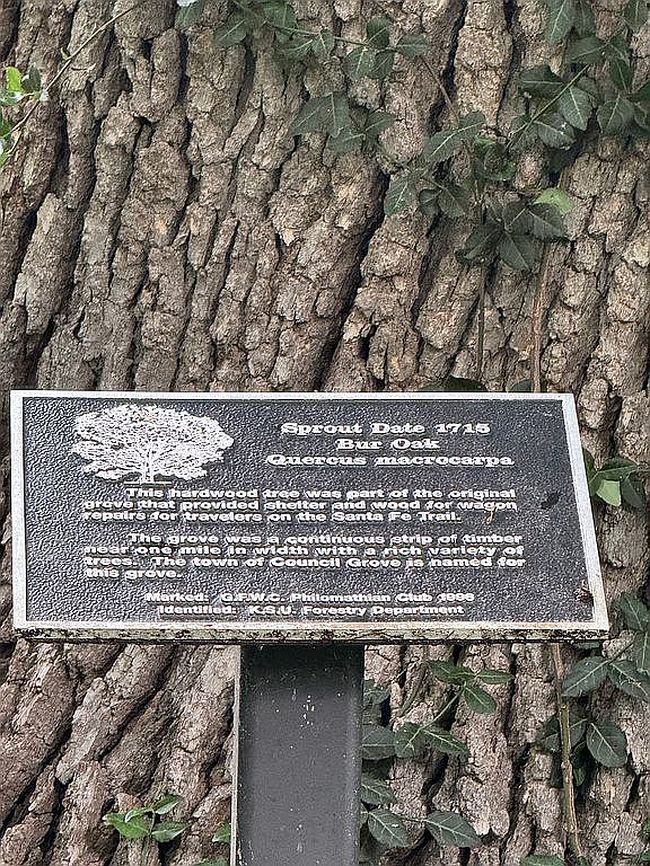 Sprout Date 1715
Bur Oak
Quercus macrocarpa
This hardwood tree was part of the original
grove that provided shelter and wood for wagon
repairs for travelers on the Santa Fe Trail.
The grove was a continuous strip of timber
near one mile in width with a rich variety of
trees. The town of Council Grove is named for
this grove.
Marked: G.F.W.C. Philomathian Club
Identified: K.S.U. Forestry Department